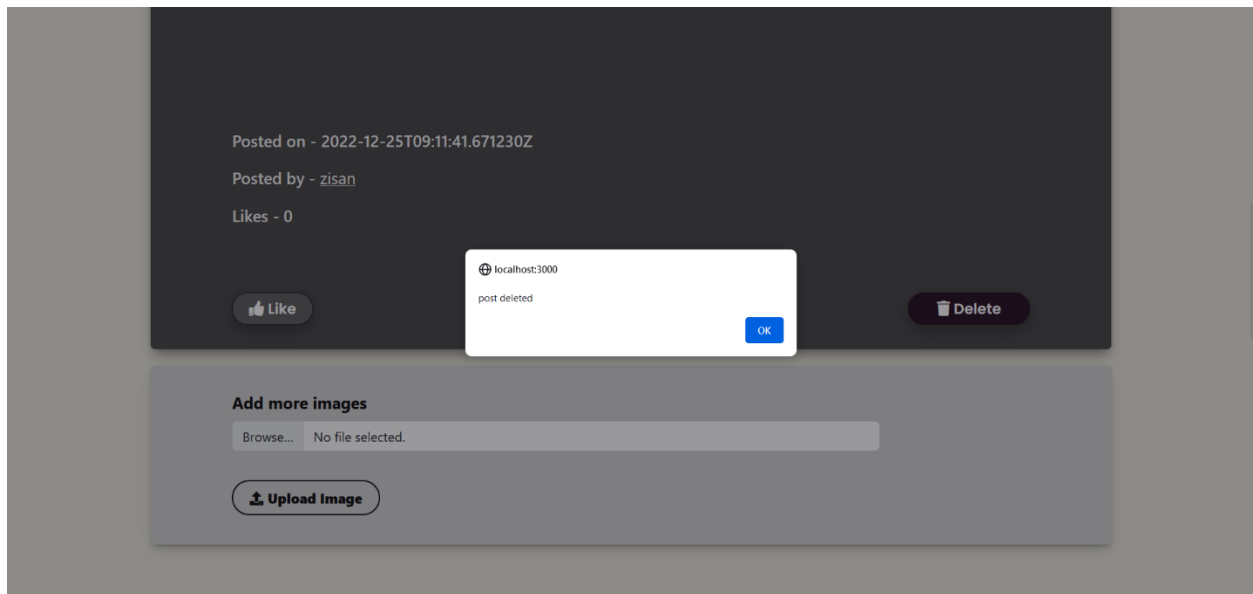 Posted on - 2022-12-25T09:11:41.671230Z
Posted by - zisan
Likes - 0
localhost:3000
post deleted
OK
Like
Delete
Add more images
Browse... No file selected.
Upload Image